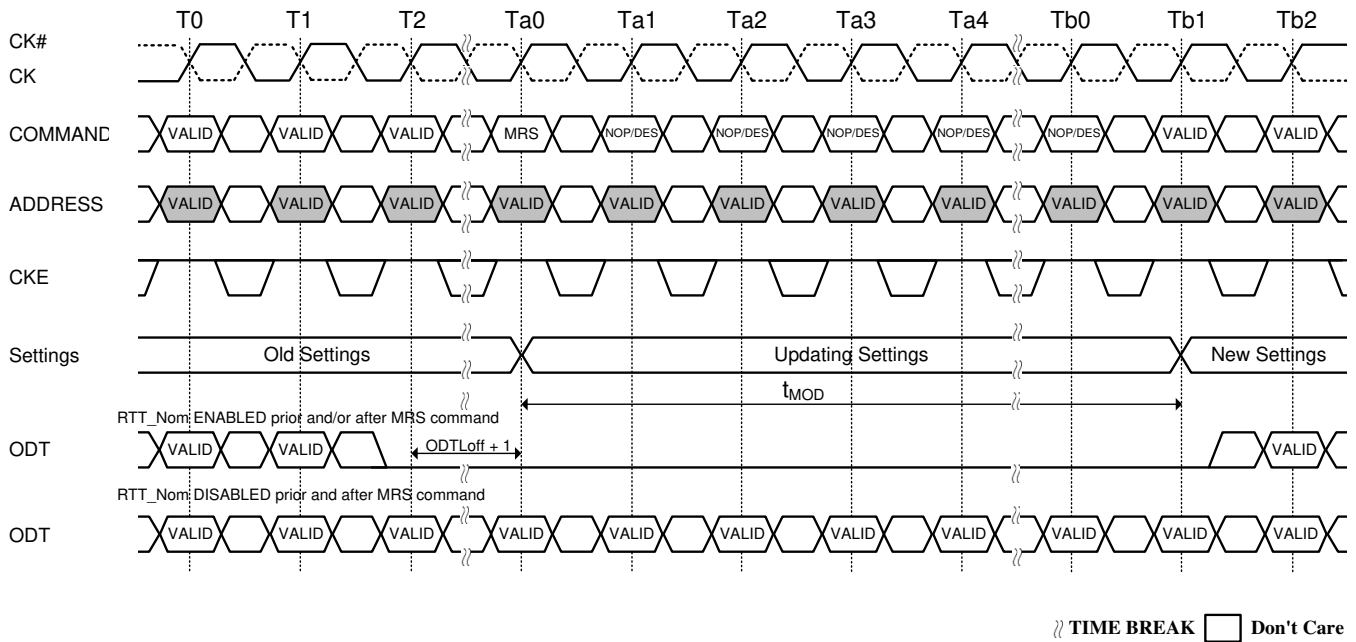 T0 T1 T2 Ta0 Ta1 Ta2 Ta3 Ta4 Tb0 Tb1 Tb2
CK#
CK
COMMAND VALID VALID VALID MRS NOP/DES NOP/DES NOP/DES NOP/DES NOP/DES VALID VALID
ADDRESS VALID VALID VALID VALID VALID VALID VALID VALID VALID VALID VALID
CKE
Settings Old Settings Updating Settings New Settings
tMOD
RTT_Nom ENABLED prior and/or after MRS command
ODT VALID VALID ODTLoff + 1 VALID
RTT_Nom DISABLED prior and after MRS command
ODT VALID VALID VALID VALID VALID VALID VALID VALID VALID VALID VALID
TIME BREAK Don't Care